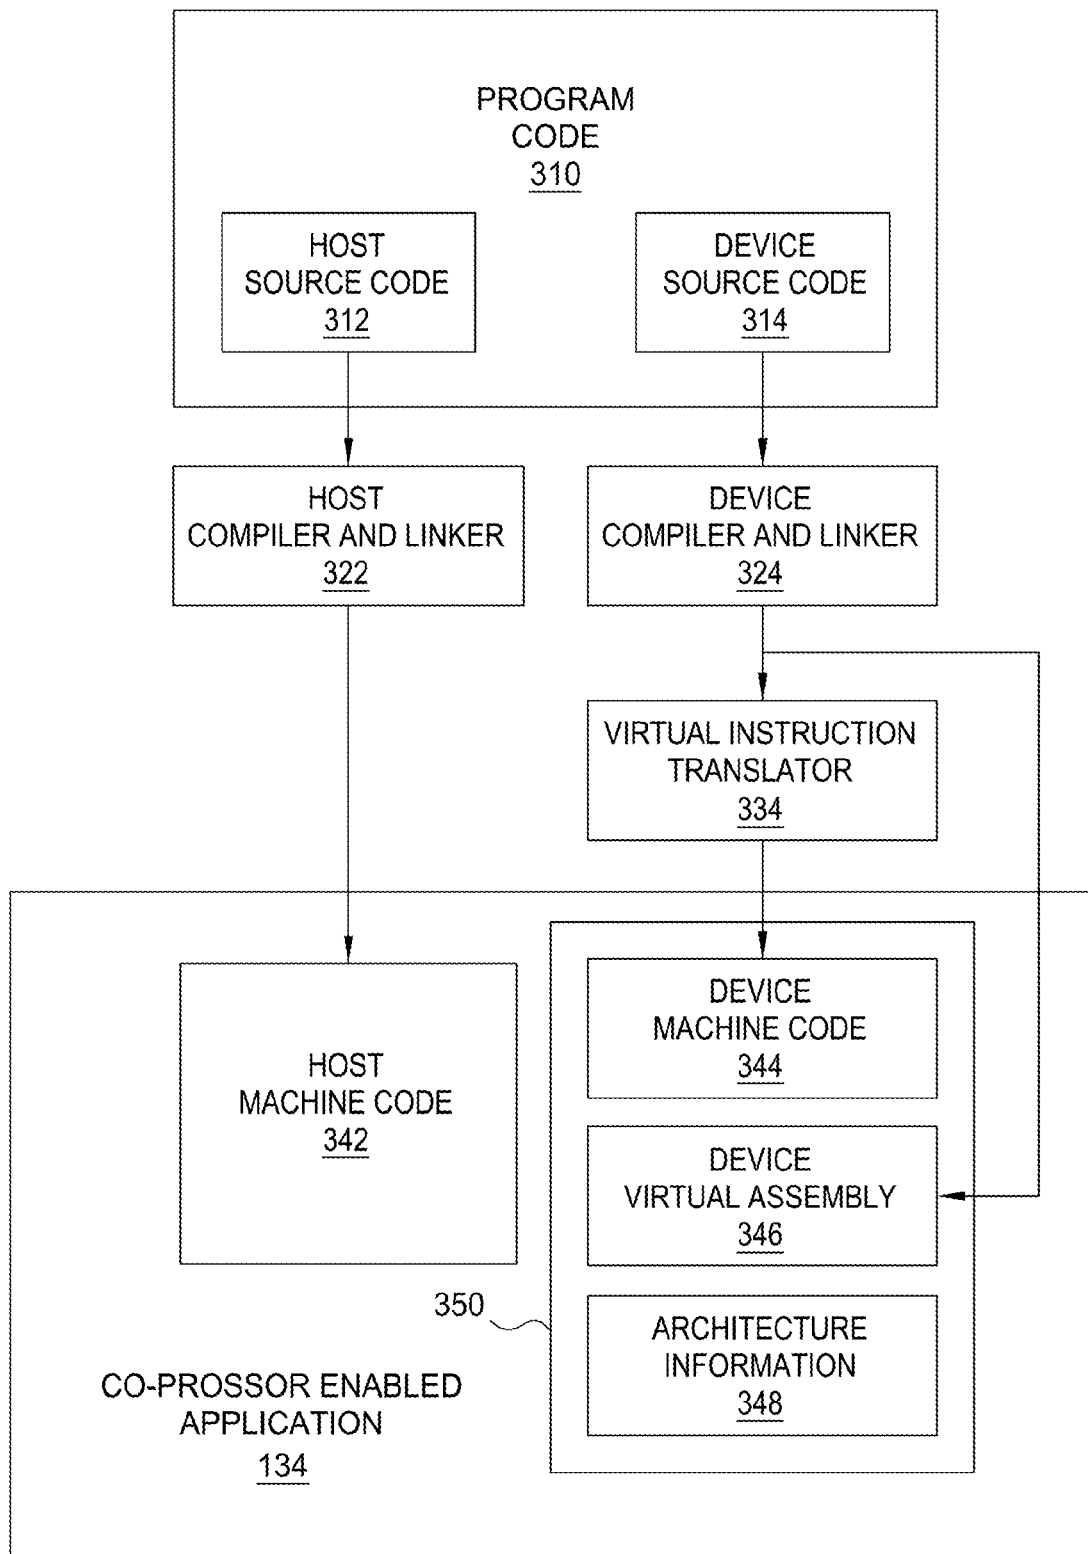 PROGRAM
CODE
310
HOST
SOURCE CODE
312
DEVICE
SOURCE CODE
314
HOST
COMPILER AND LINKER
322
DEVICE
COMPILER AND LINKER
324
VIRTUAL INSTRUCTION
TRANSLATOR
334
HOST
MACHINE CODE
342
DEVICE
MACHINE CODE
344
DEVICE
VIRTUAL ASSEMBLY
346
350
ARCHITECTURE
INFORMATION
348
CO-PROSSOR ENABLED
APPLICATION
134